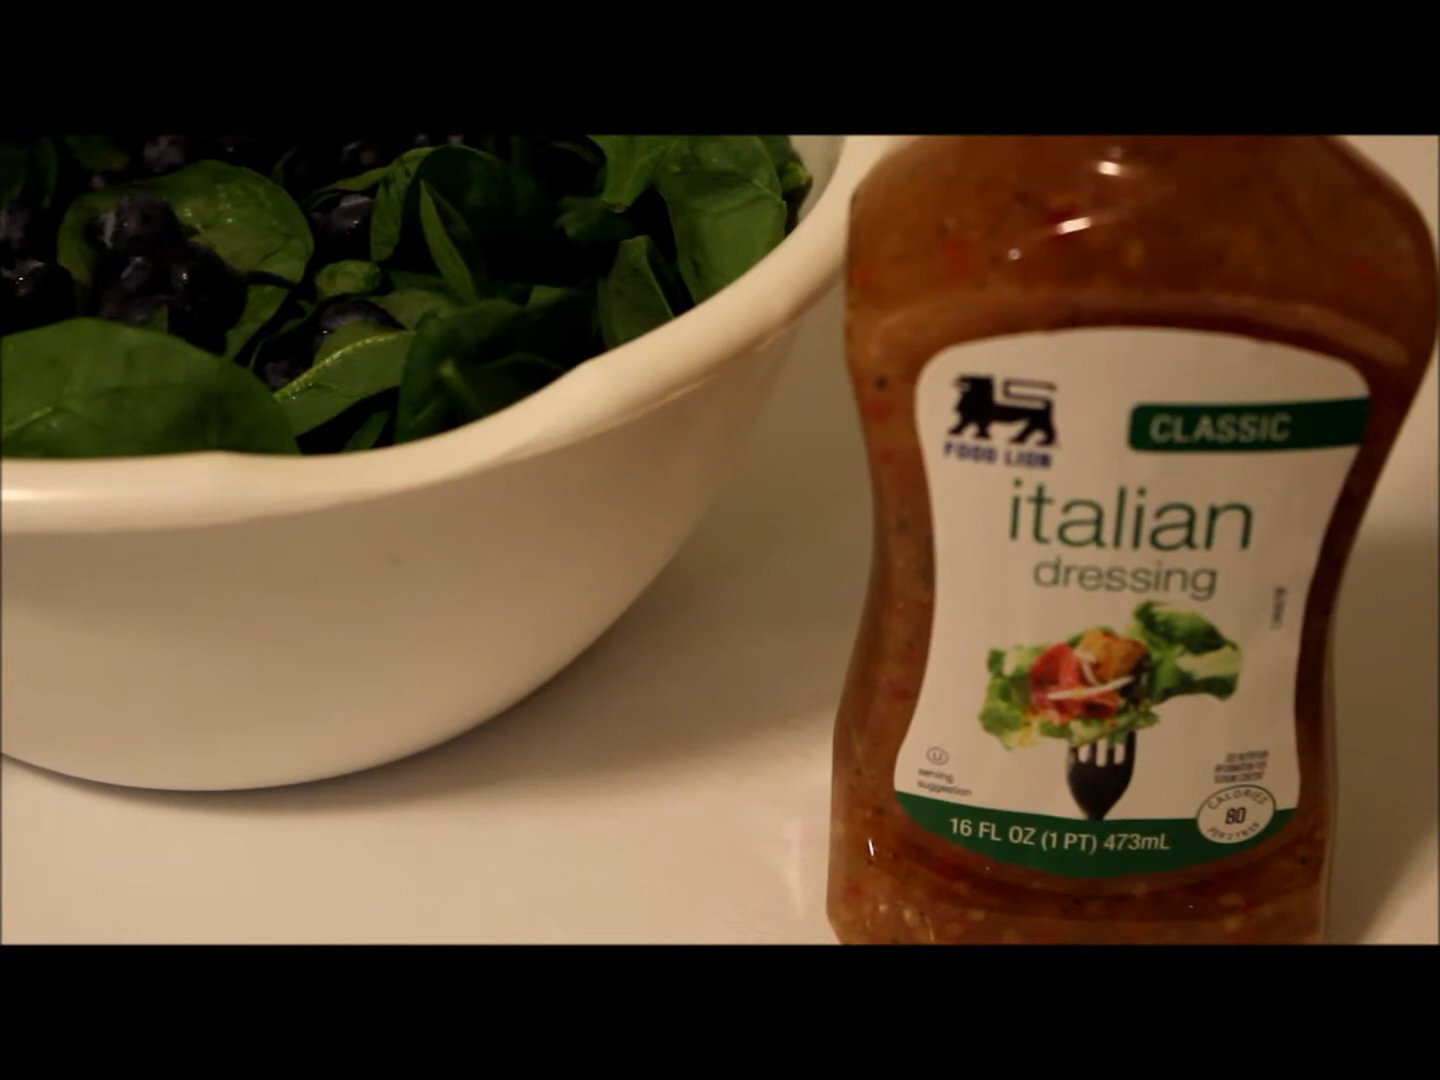 FOOD LION
CLASSIC
italian
dressing
U
serving
suggestion
CALORIES
80
16 FL OZ (1 PT) 473mL